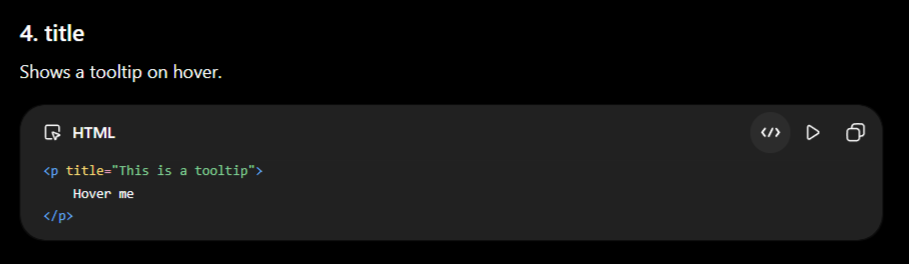 4. title
Shows a tooltip on hover.
HTML
<p title="This is a tooltip">
    Hover me
</p>